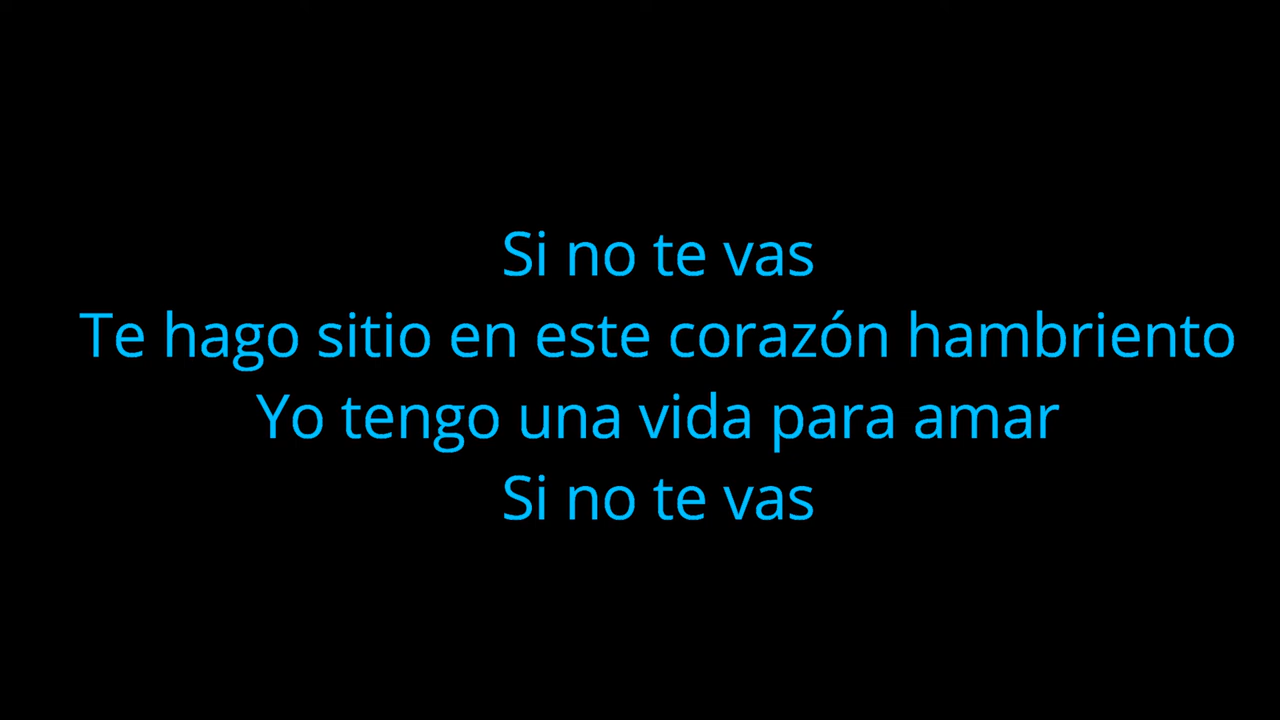 Si no te vas
Te hago sitio en este corazón hambriento
Yo tengo una vida para amar
Si no te vas